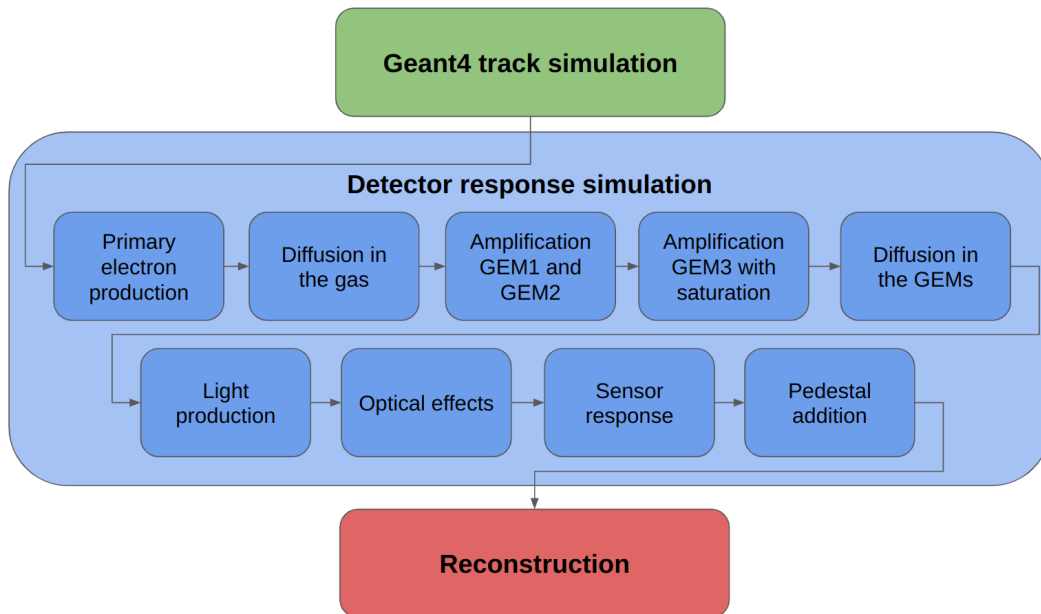 Geant4 track simulation
Detector response simulation
Primary
electron
production
Diffusion in
the gas
Amplification
GEM1 and
GEM2
Amplification
GEM3 with
saturation
Diffusion in
the GEMs
Light
production
Optical effects
Sensor
response
Pedestal
addition
Reconstruction